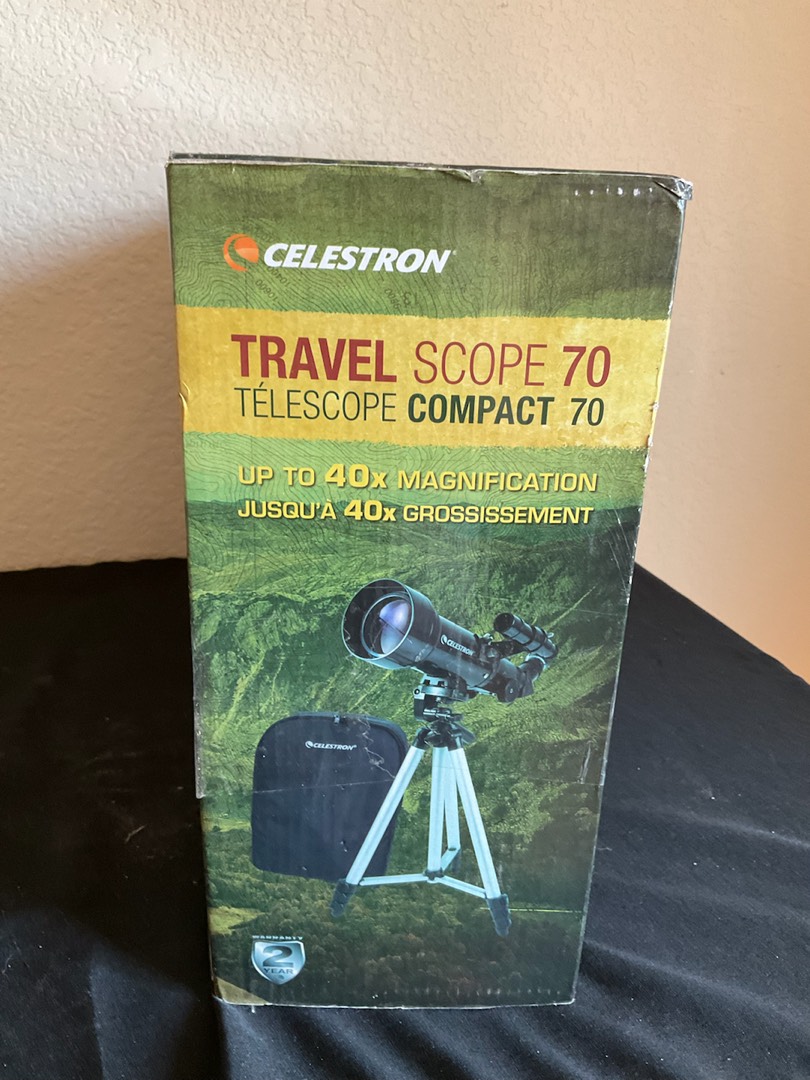 CELESTRON
TRAVEL SCOPE 70
TÉLESCOPE COMPACT 70
UP TO 40x MAGNIFICATION
JUSQU'À 40x GROSSISSEMENT
CELESTRON
CELESTRON
WARRANTY
2
YEAR